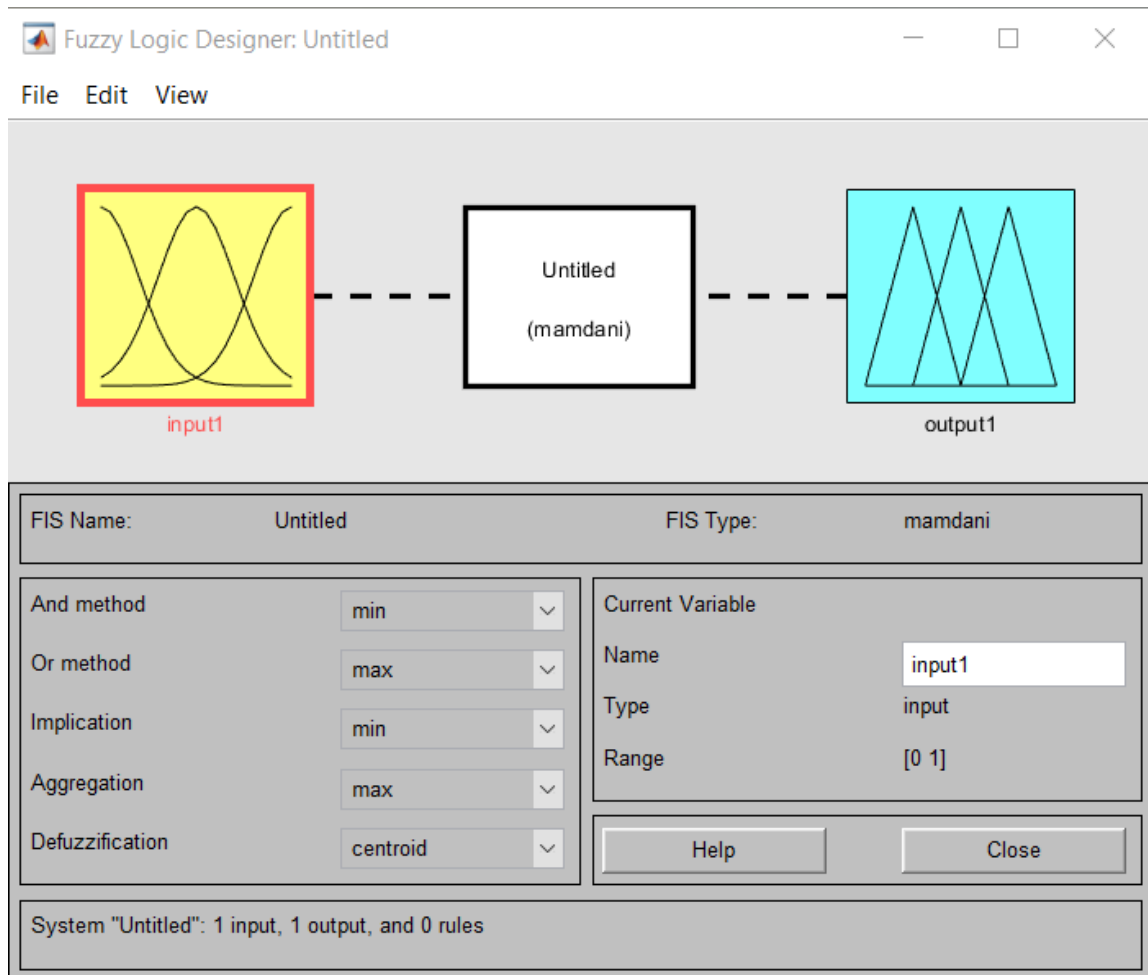 Fuzzy Logic Designer: Untitled
File Edit View
Untitled
(mamdani)
input1
output1
FIS Name: Untitled FIS Type: mamdani
And method min
Or method max
Implication min
Aggregation max
Defuzzification centroid
Current Variable
Name input1
Type input
Range [0 1]
Help Close
System "Untitled": 1 input, 1 output, and 0 rules